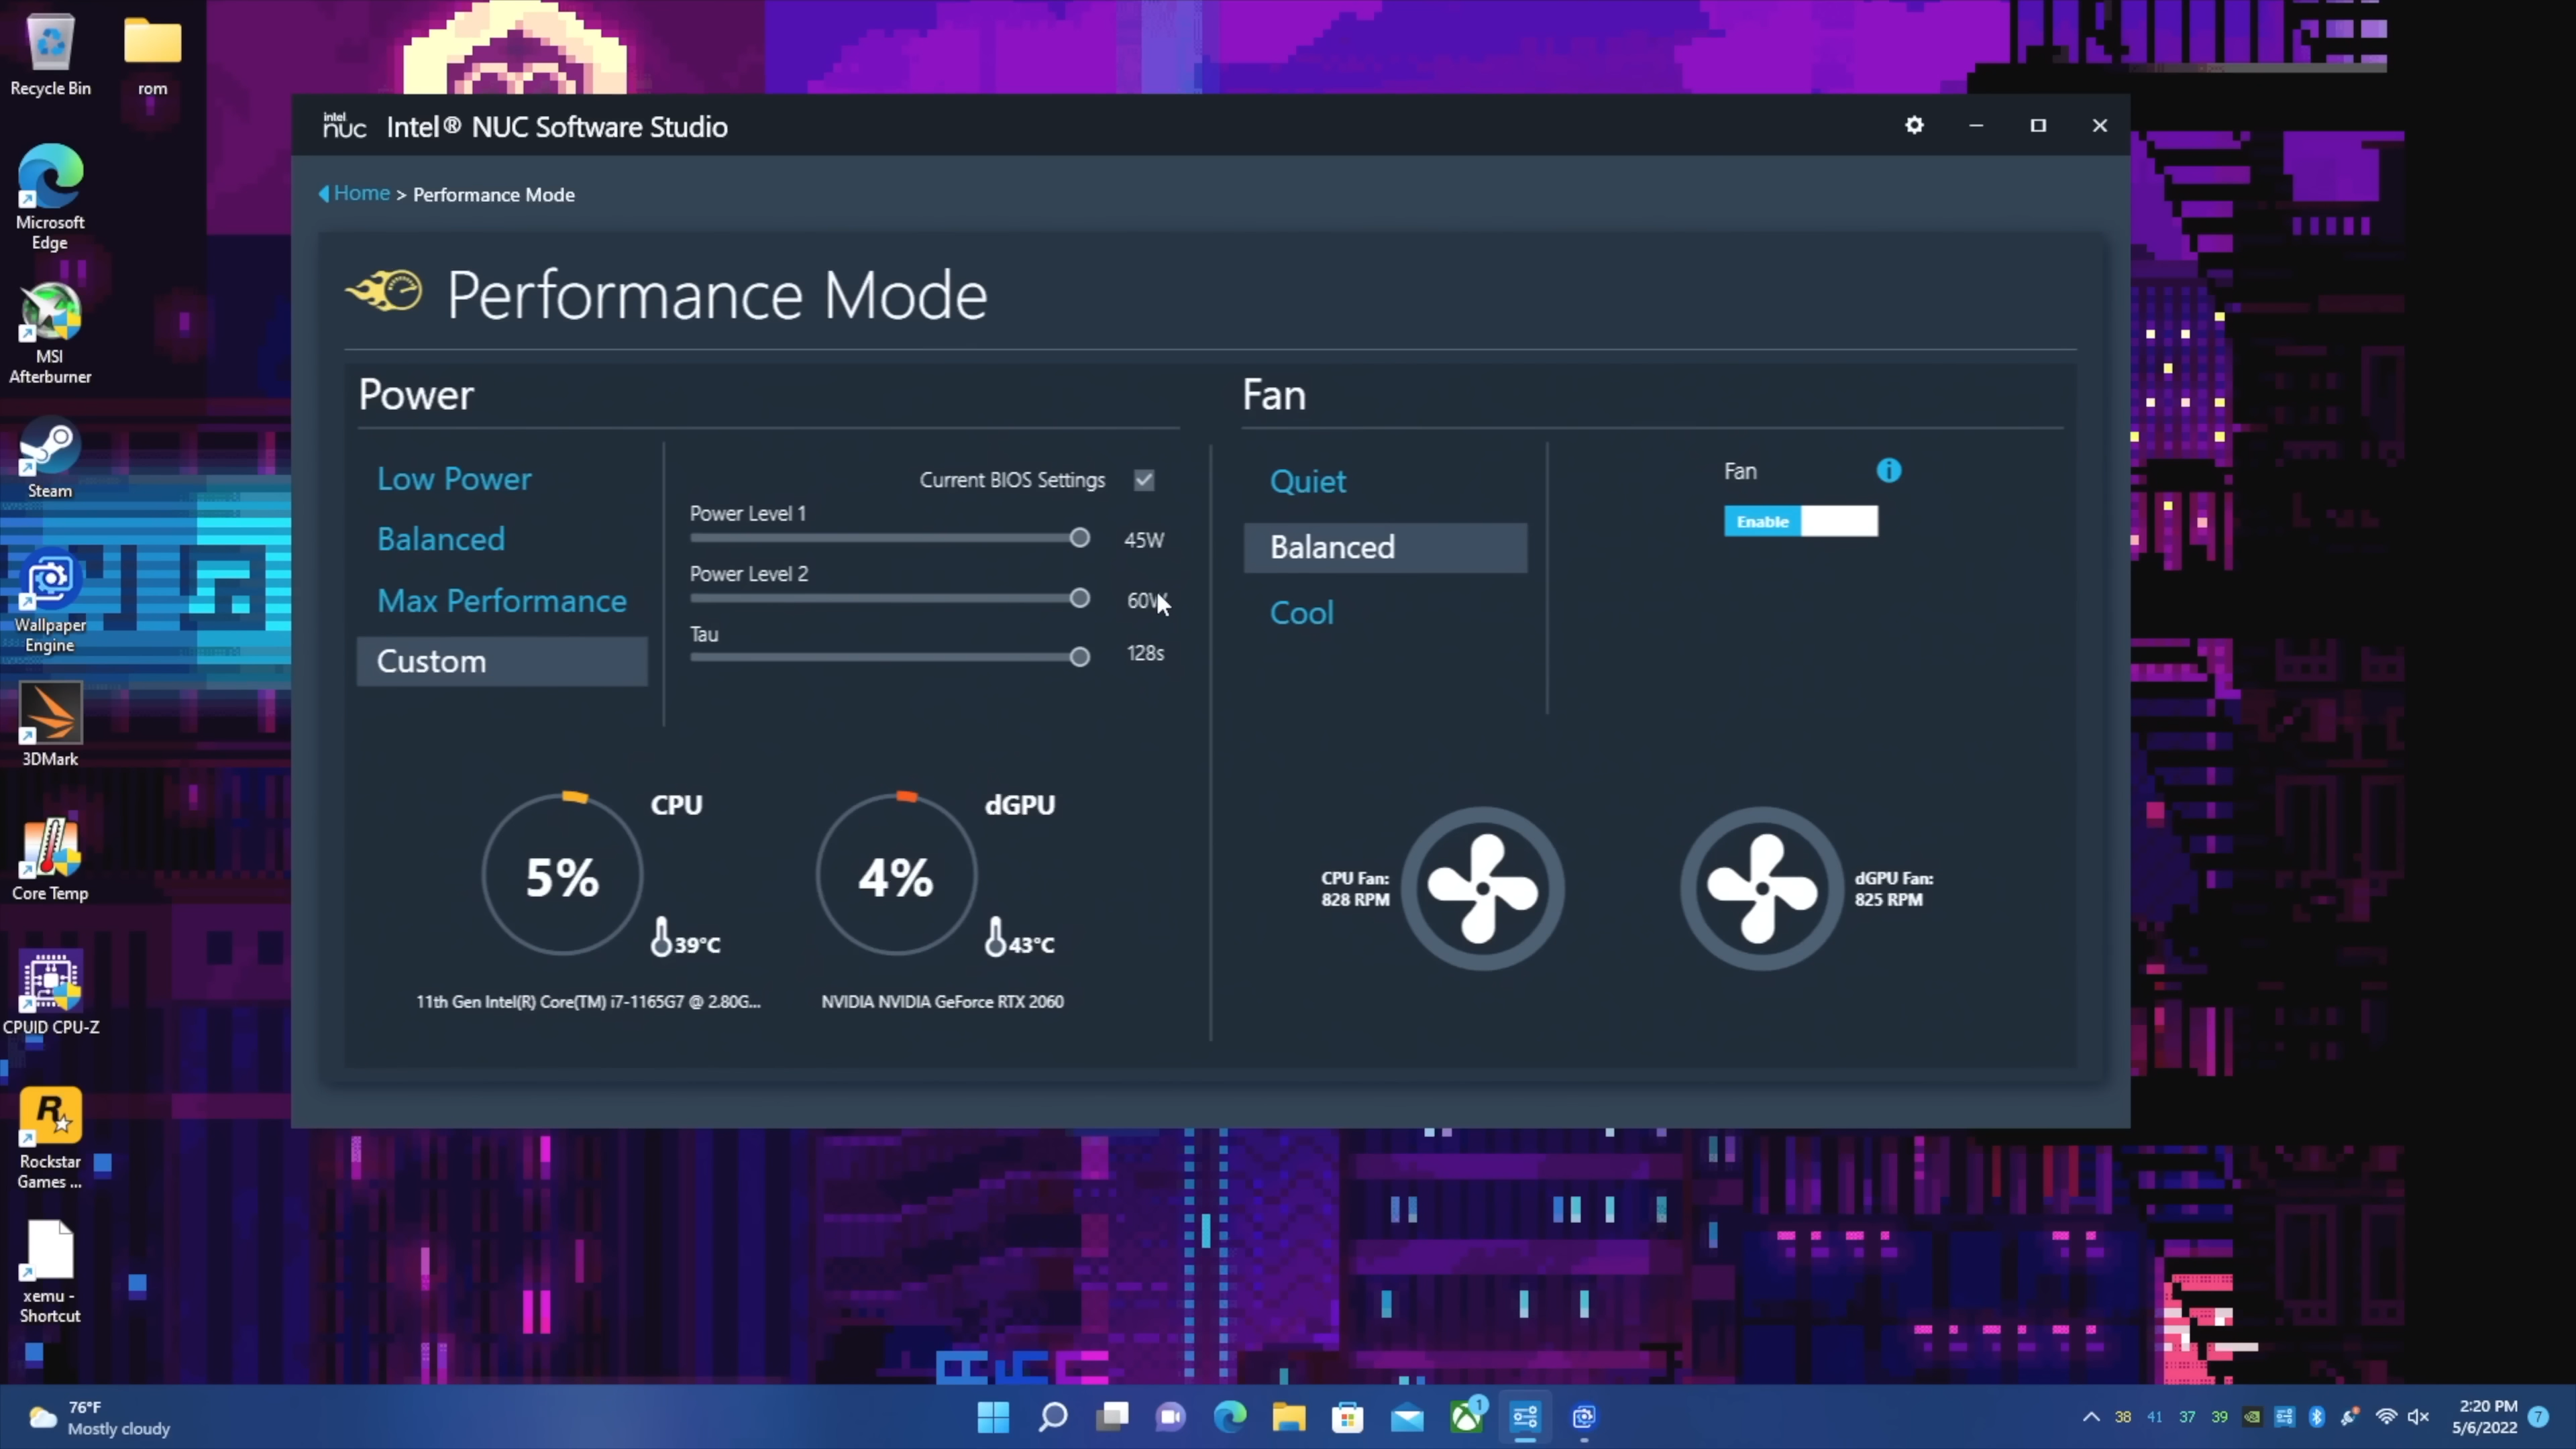 Recycle Bin
rom
Microsoft
Edge
MSI
Afterburner
Steam
Wallpaper
Engine
3DMark
Core Temp
CPUID CPU-Z
Rockstar
Games ...
xemu -
Shortcut
intel
nuc
Intel® NUC Software Studio
Home > Performance Mode
Performance Mode
Power
Low Power
Balanced
Max Performance
Custom
Current BIOS Settings
Power Level 1
45W
Power Level 2
60W
Tau
128s
5%
CPU
39°C
11th Gen Intel(R) Core(TM) i7-1165G7 @ 2.80G...
4%
dGPU
43°C
NVIDIA NVIDIA GeForce RTX 2060
Fan
Quiet
Balanced
Cool
Fan
Enable
CPU Fan:
828 RPM
dGPU Fan:
825 RPM
76°F
Mostly cloudy
1
38 41 37 39
2:20 PM
5/6/2022
7